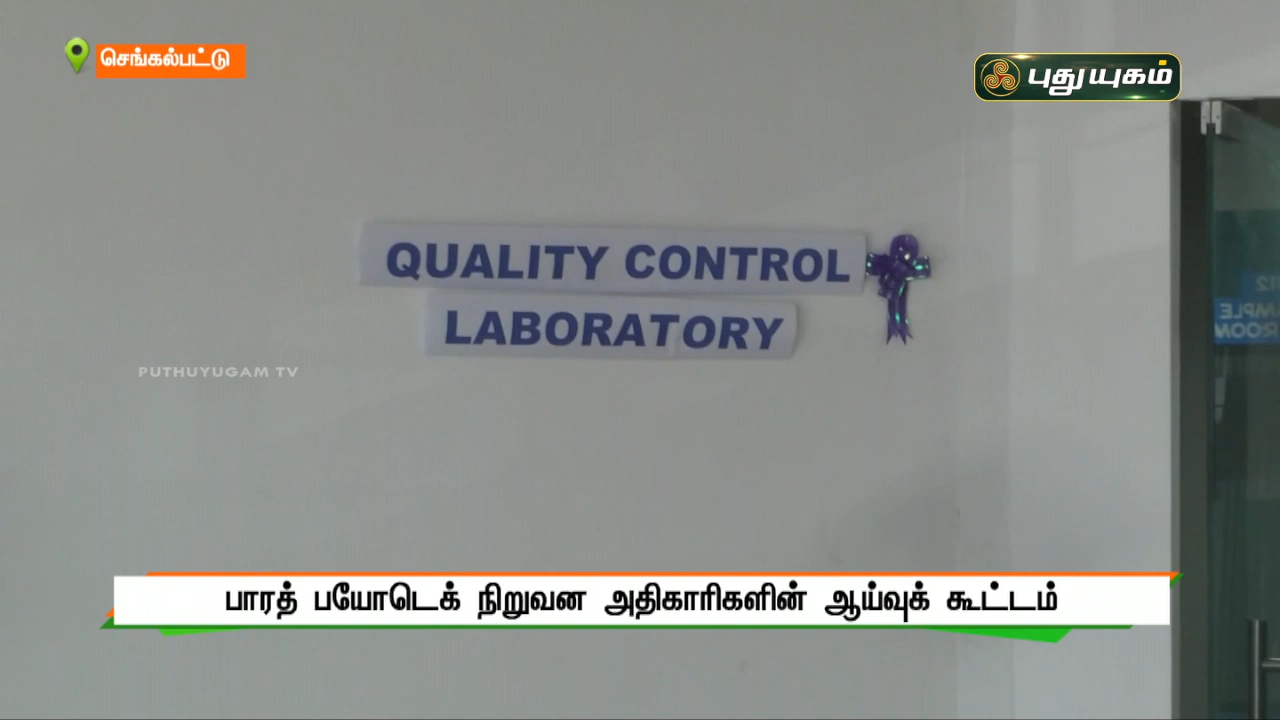 செங்கல்பட்டு
புதுயுகம்
QUALITY CONTROL
LABORATORY
PUTHUYUGAM TV
பாரத் பயோடெக் நிறுவன அதிகாரிகளின் ஆய்வுக் கூட்டம்